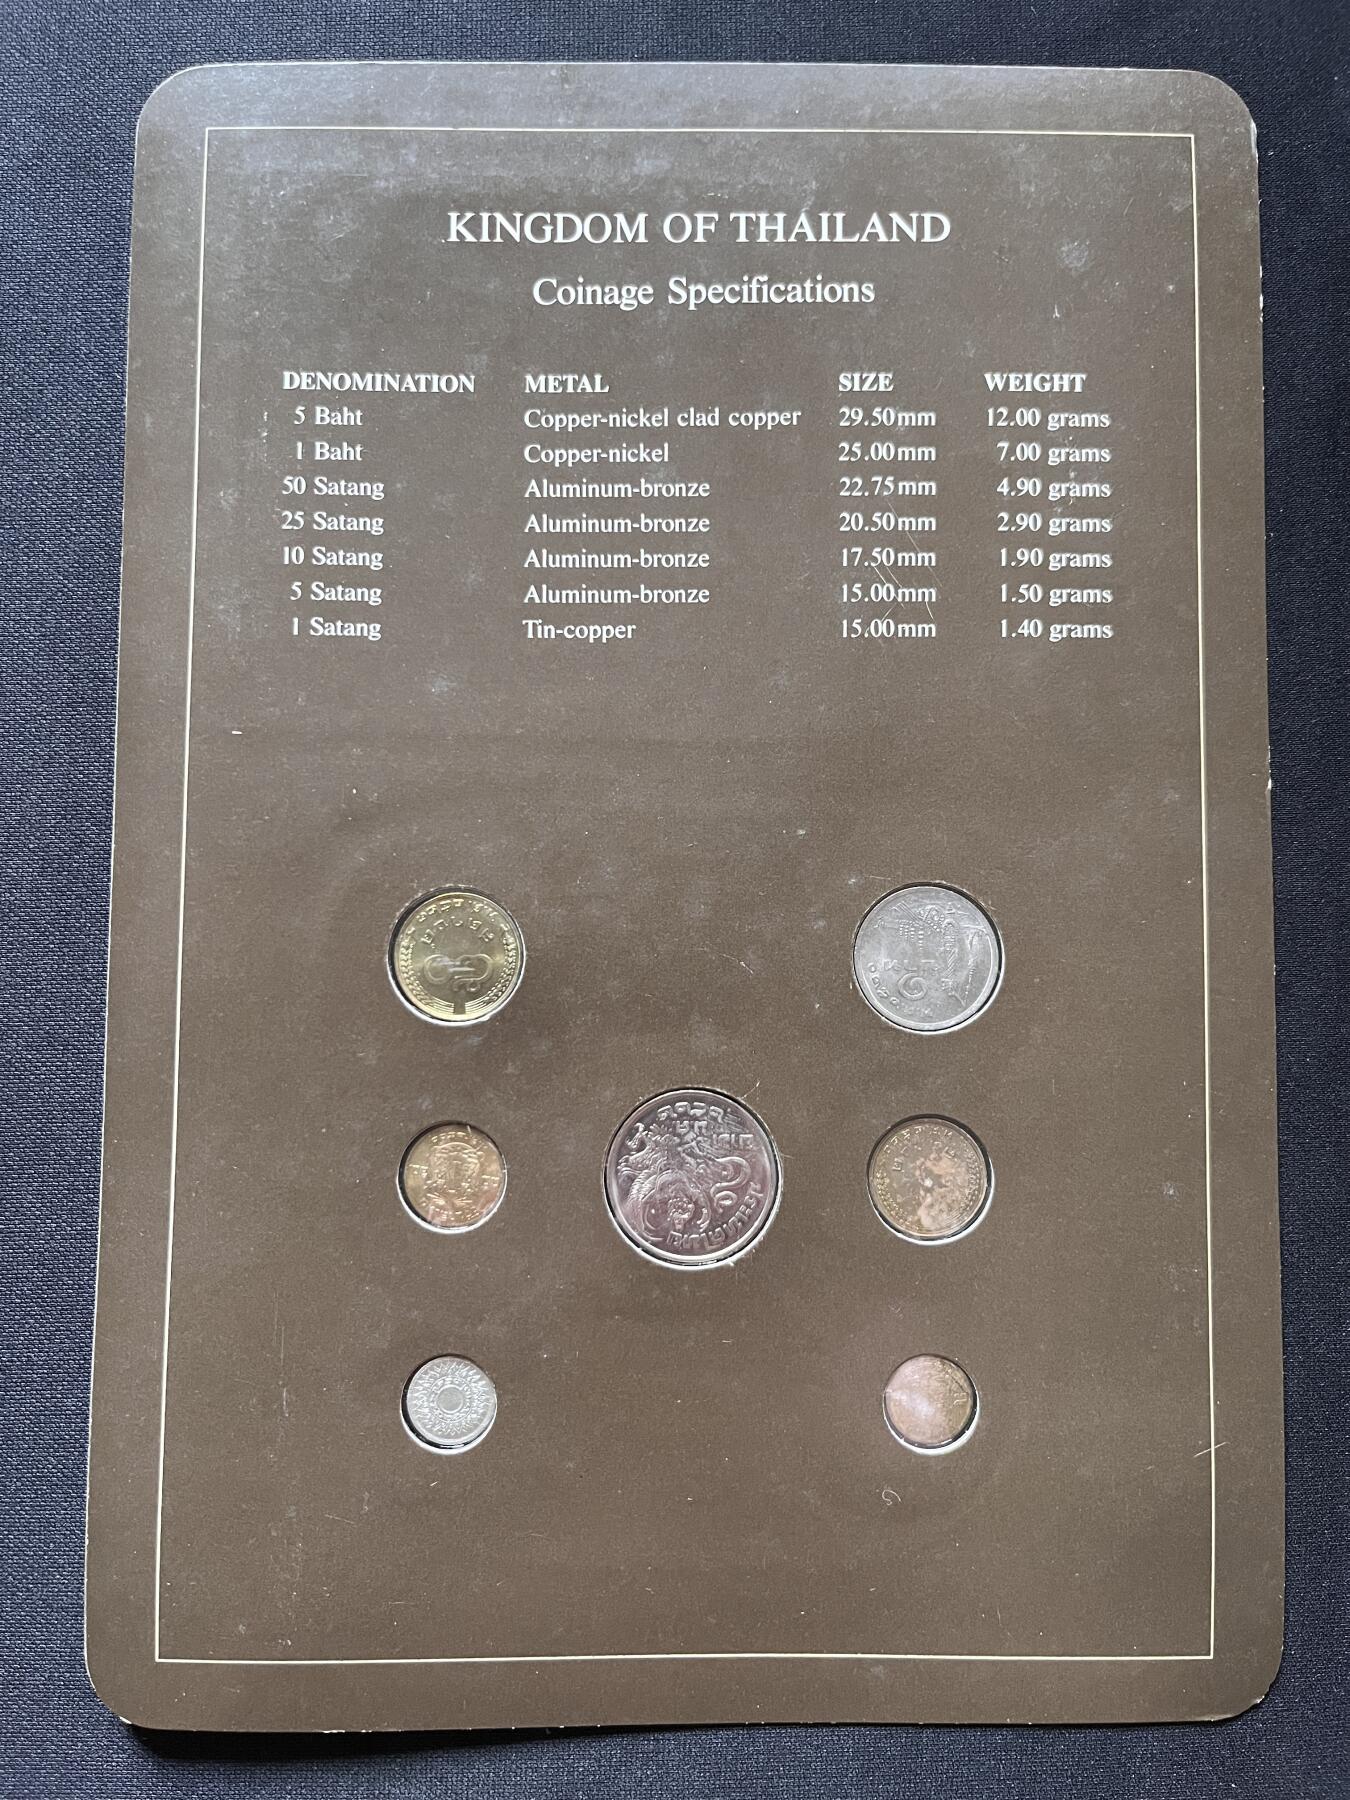 KINGDOM OF THAILAND
Coinage Specifications
DENOMINATION METAL SIZE WEIGHT
5 Baht Copper-nickel clad copper 29.50mm 12.00 grams
1 Baht Copper-nickel 25.00mm 7.00 grams
50 Satang Aluminum-bronze 22.75mm 4.90 grams
25 Satang Aluminum-bronze 20.50mm 2.90 grams
10 Satang Aluminum-bronze 17.50mm 1.90 grams
5 Satang Aluminum-bronze 15.00mm 1.50 grams
1 Satang Tin-copper 15.00mm 1.40 grams